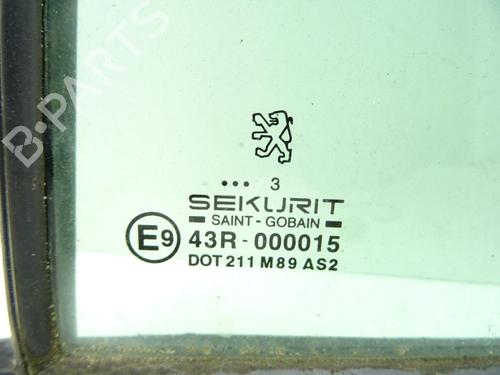 B-PARTS
... 3
SEKURIT
SAINT-GOBAIN
E9 43R-000015
DOT 211 M89 AS2